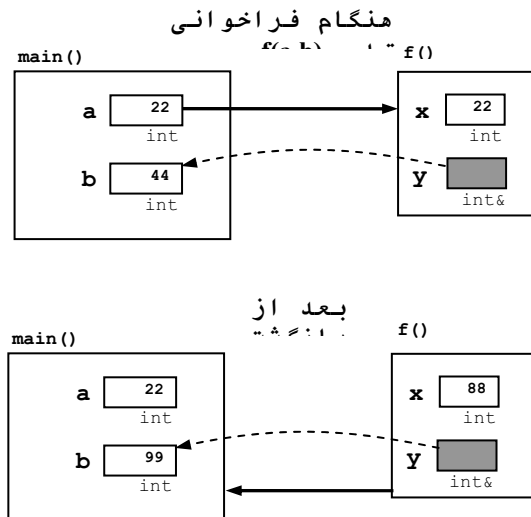 هنگام فراخوانی
main()
f()
a 22
int
x 22
int
b 44
int
y
int&
بعد از
main()
f()
a 22
int
x 88
int
b 99
int
y
int&